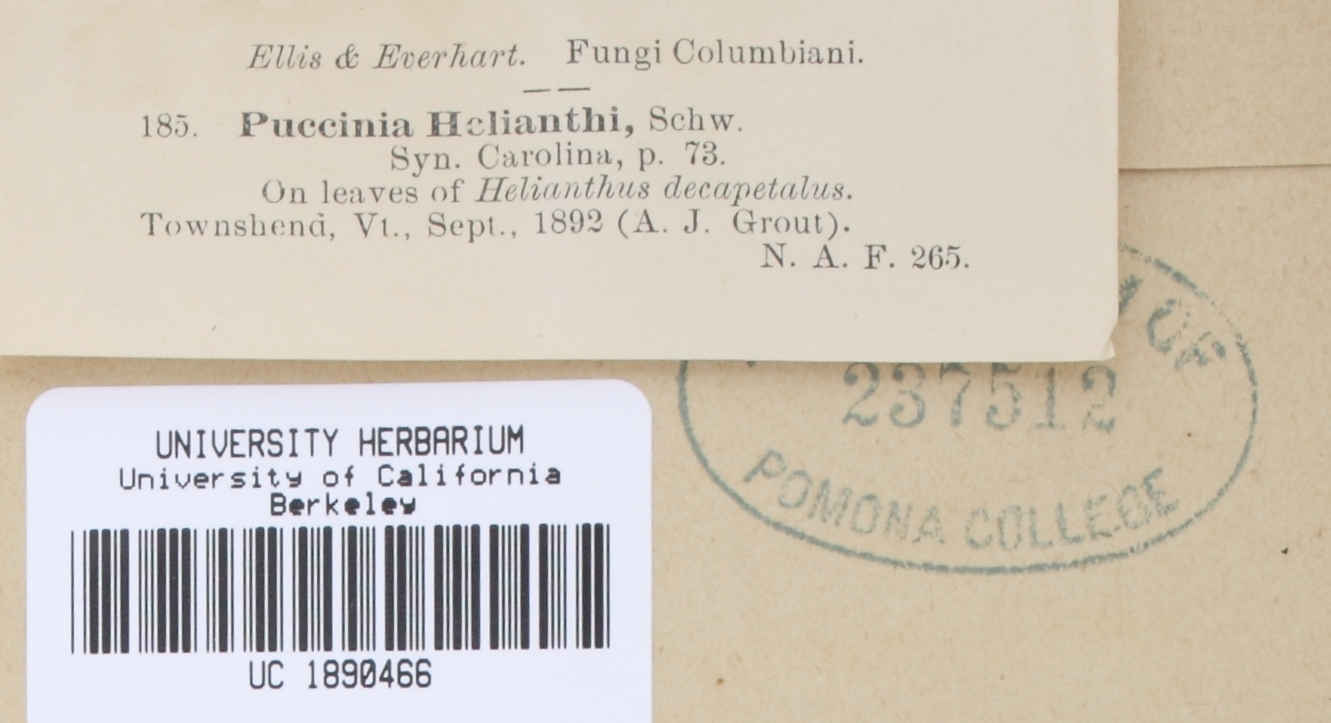 Ellis & Everhart. Fungi Columbiani.
185. Puccinia Helianthi, Schw.
Syn. Carolina, p. 73.
On leaves of Helianthus decapetalus.
Townshend, Vt., Sept., 1892 (A. J. Grout).
N. A. F. 265.
OF
237512
POMONA COLLEGE
UNIVERSITY HERBARIUM
University of California
Berkeley
UC 1890466